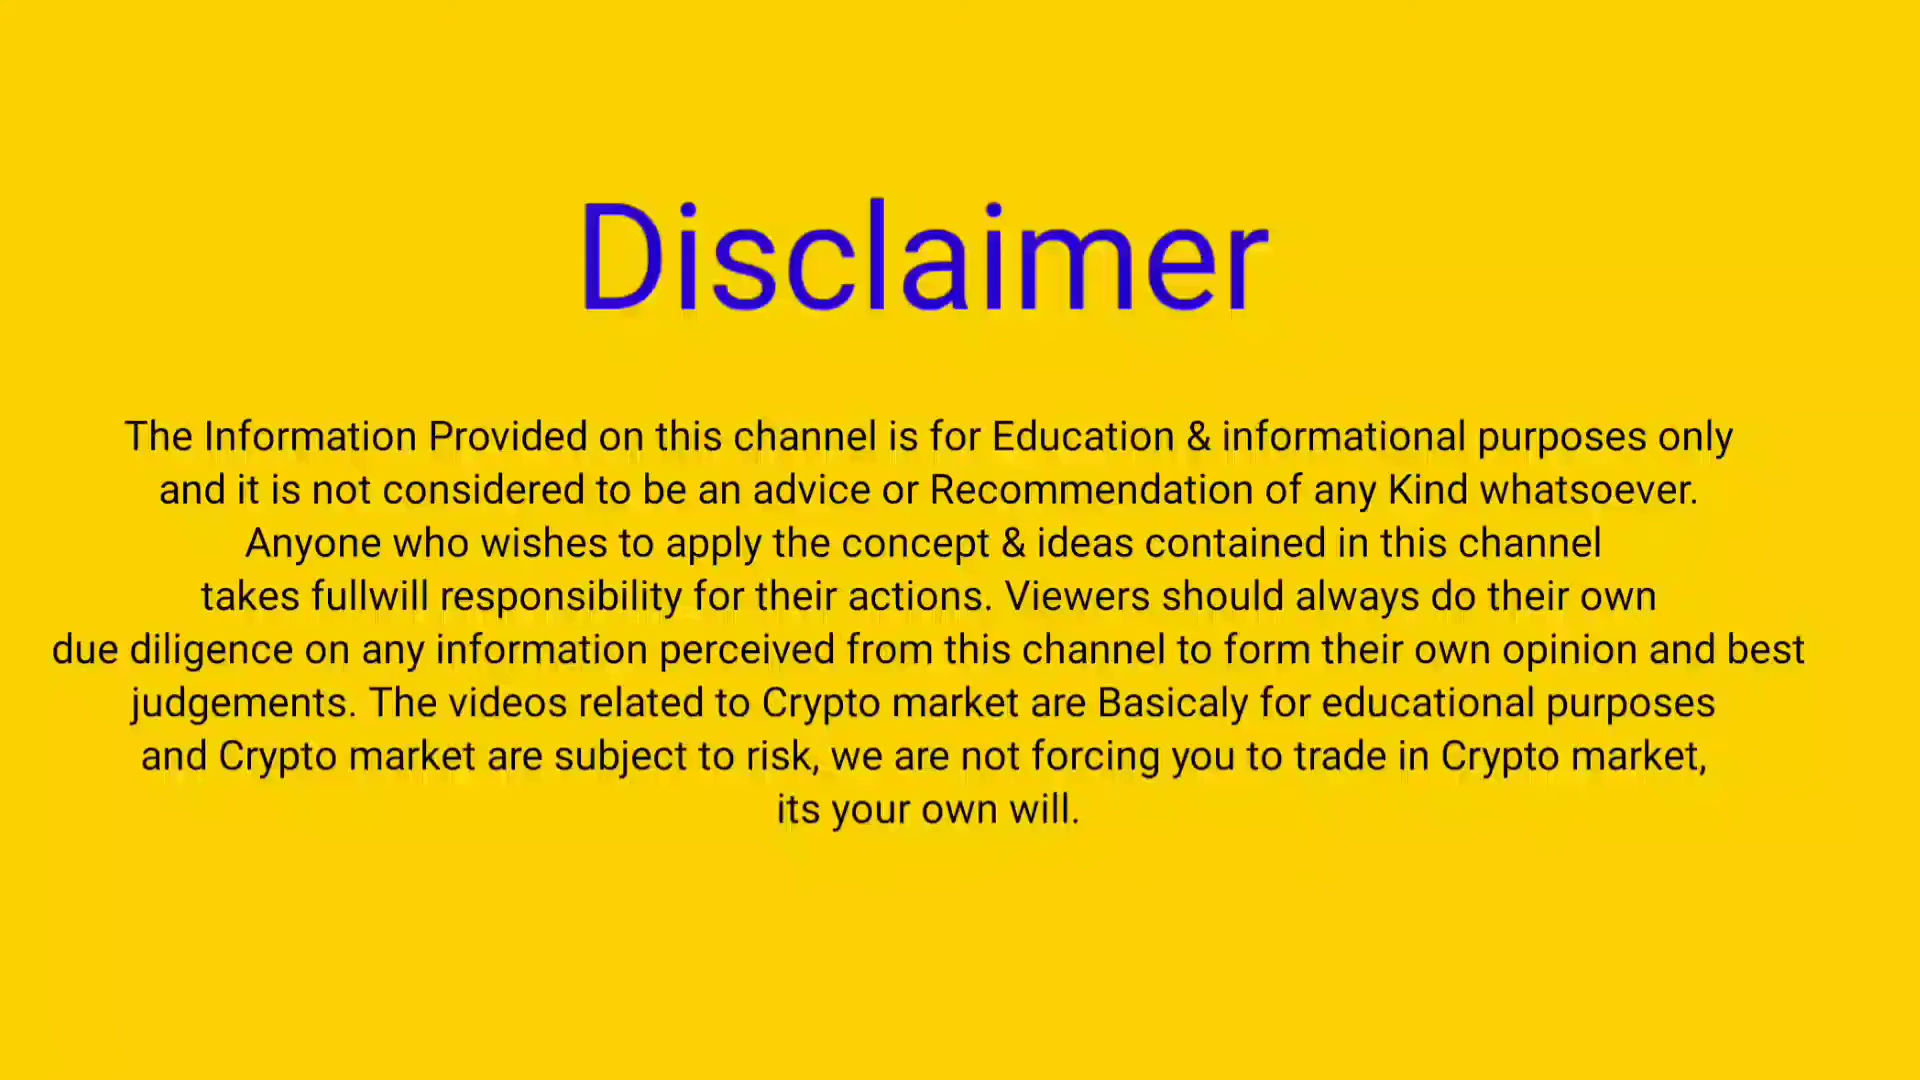 Disclaimer
The Information Provided on this channel is for Education & informational purposes only
and it is not considered to be an advice or Recommendation of any Kind whatsoever.
Anyone who wishes to apply the concept & ideas contained in this channel
takes fullwill responsibility for their actions. Viewers should always do their own
due diligence on any information perceived from this channel to form their own opinion and best
judgements. The videos related to Crypto market are Basicaly for educational purposes
and Crypto market are subject to risk, we are not forcing you to trade in Crypto market,
its your own will.